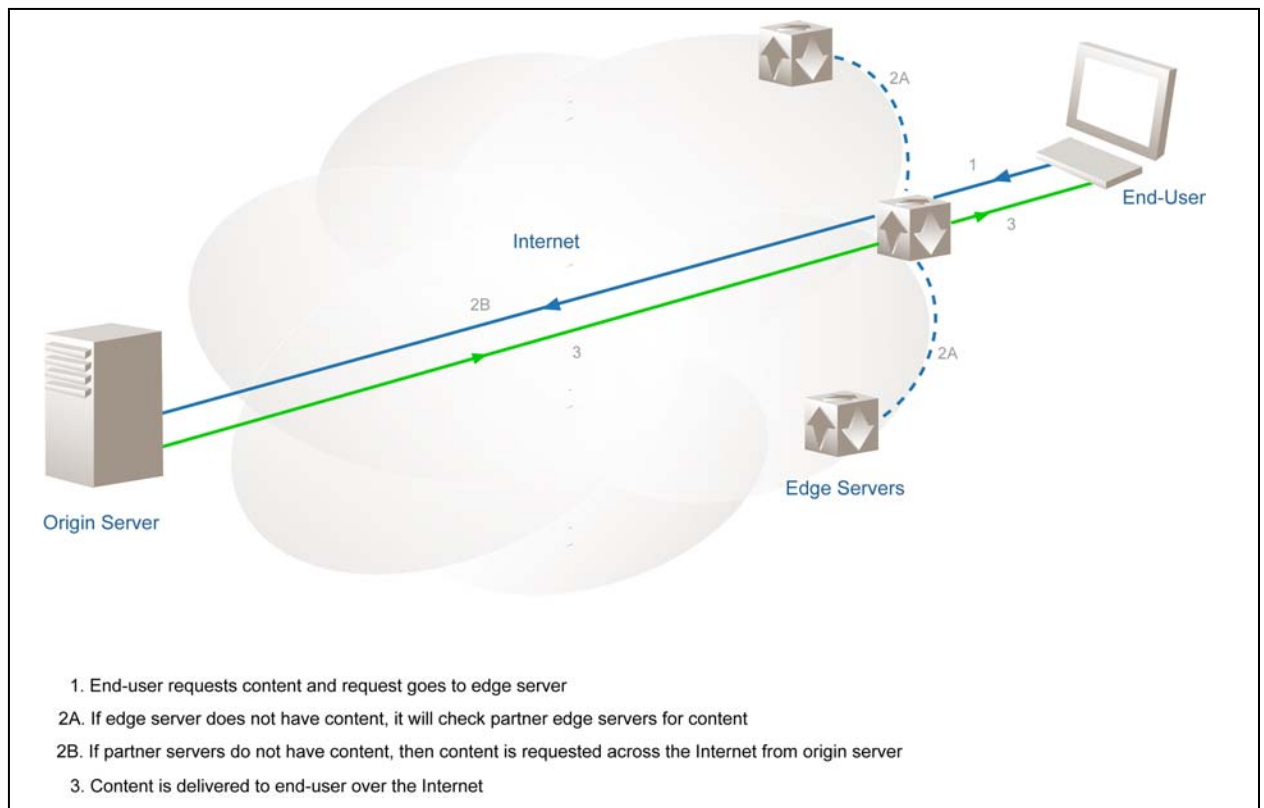 2A
1
End-User
3
Internet
2B
3
2A
Edge Servers
Origin Server
1. End-user requests content and request goes to edge server
2A. If edge server does not have content, it will check partner edge servers for content
2B. If partner servers do not have content, then content is requested across the Internet from origin server
3. Content is delivered to end-user over the Internet